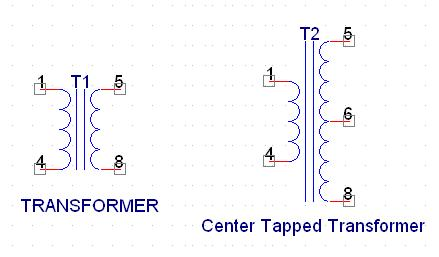 T2
5
1
T1
5
1
6
4
8
4
8
TRANSFORMER
Center Tapped Transformer